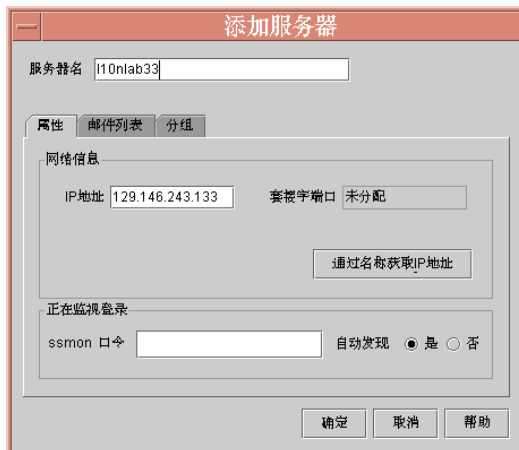 添加服务器
服务器名 l10nlab33
属性 邮件列表 分组
网络信息
IP地址 129.146.243.133 套接字端口 未分配
通过名称获取IP地址
正在监视登录
ssmon 口令 自动发现 是 否
确定 取消 帮助